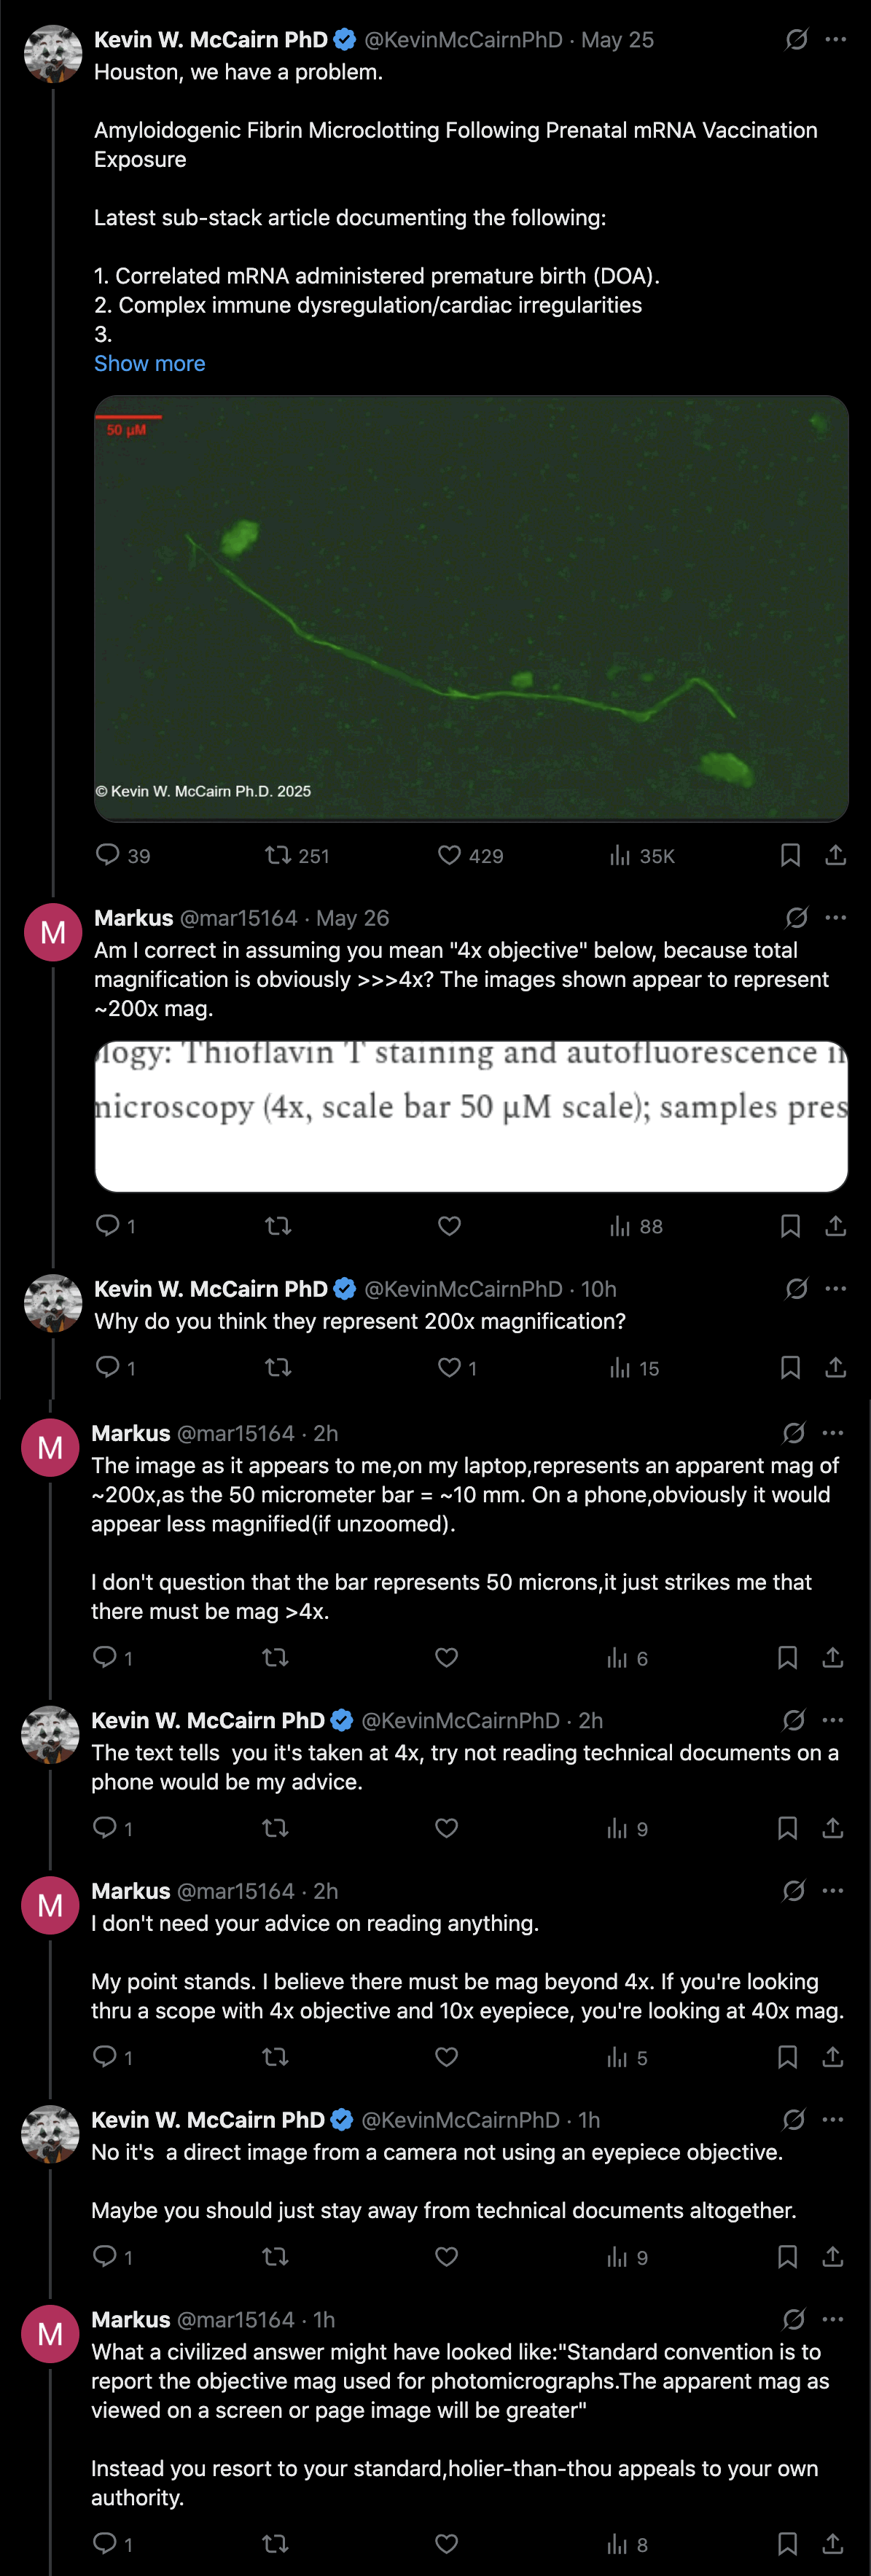 Kevin W. McCairn PhD @KevinMcCairnPhD · May 25
Houston, we have a problem.
Amyloidogenic Fibrin Microclotting Following Prenatal mRNA Vaccination
Exposure
Latest sub-stack article documenting the following:
1. Correlated mRNA administered premature birth (DOA).
2. Complex immune dysregulation/cardiac irregularities
3.
Show more
50 µM
© Kevin W. McCairn Ph.D. 2025
39 251 429 35K
M
Markus @mar15164 · May 26
Am I correct in assuming you mean "4x objective" below, because total
magnification is obviously >>>4x? The images shown appear to represent
~200x mag.
logy: Thioflavin T staining and autofluorescence i
microscopy (4x, scale bar 50 µM scale); samples pres
1 88
Kevin W. McCairn PhD @KevinMcCairnPhD · 10h
Why do you think they represent 200x magnification?
1 1 15
M
Markus @mar15164 · 2h
The image as it appears to me,on my laptop,represents an apparent mag of
~200x,as the 50 micrometer bar = ~10 mm. On a phone,obviously it would
appear less magnified(if unzoomed).
I don't question that the bar represents 50 microns,it just strikes me that
there must be mag >4x.
1 6
Kevin W. McCairn PhD @KevinMcCairnPhD · 2h
The text tells  you it's taken at 4x, try not reading technical documents on a
phone would be my advice.
1 9
M
Markus @mar15164 · 2h
I don't need your advice on reading anything.
My point stands. I believe there must be mag beyond 4x. If you're looking
thru a scope with 4x objective and 10x eyepiece, you're looking at 40x mag.
1 5
Kevin W. McCairn PhD @KevinMcCairnPhD · 1h
No it's  a direct image from a camera not using an eyepiece objective.
Maybe you should just stay away from technical documents altogether.
1 9
M
Markus @mar15164 · 1h
What a civilized answer might have looked like:"Standard convention is to
report the objective mag used for photomicrographs.The apparent mag as
viewed on a screen or page image will be greater"
Instead you resort to your standard,holier-than-thou appeals to your own
authority.
1 8